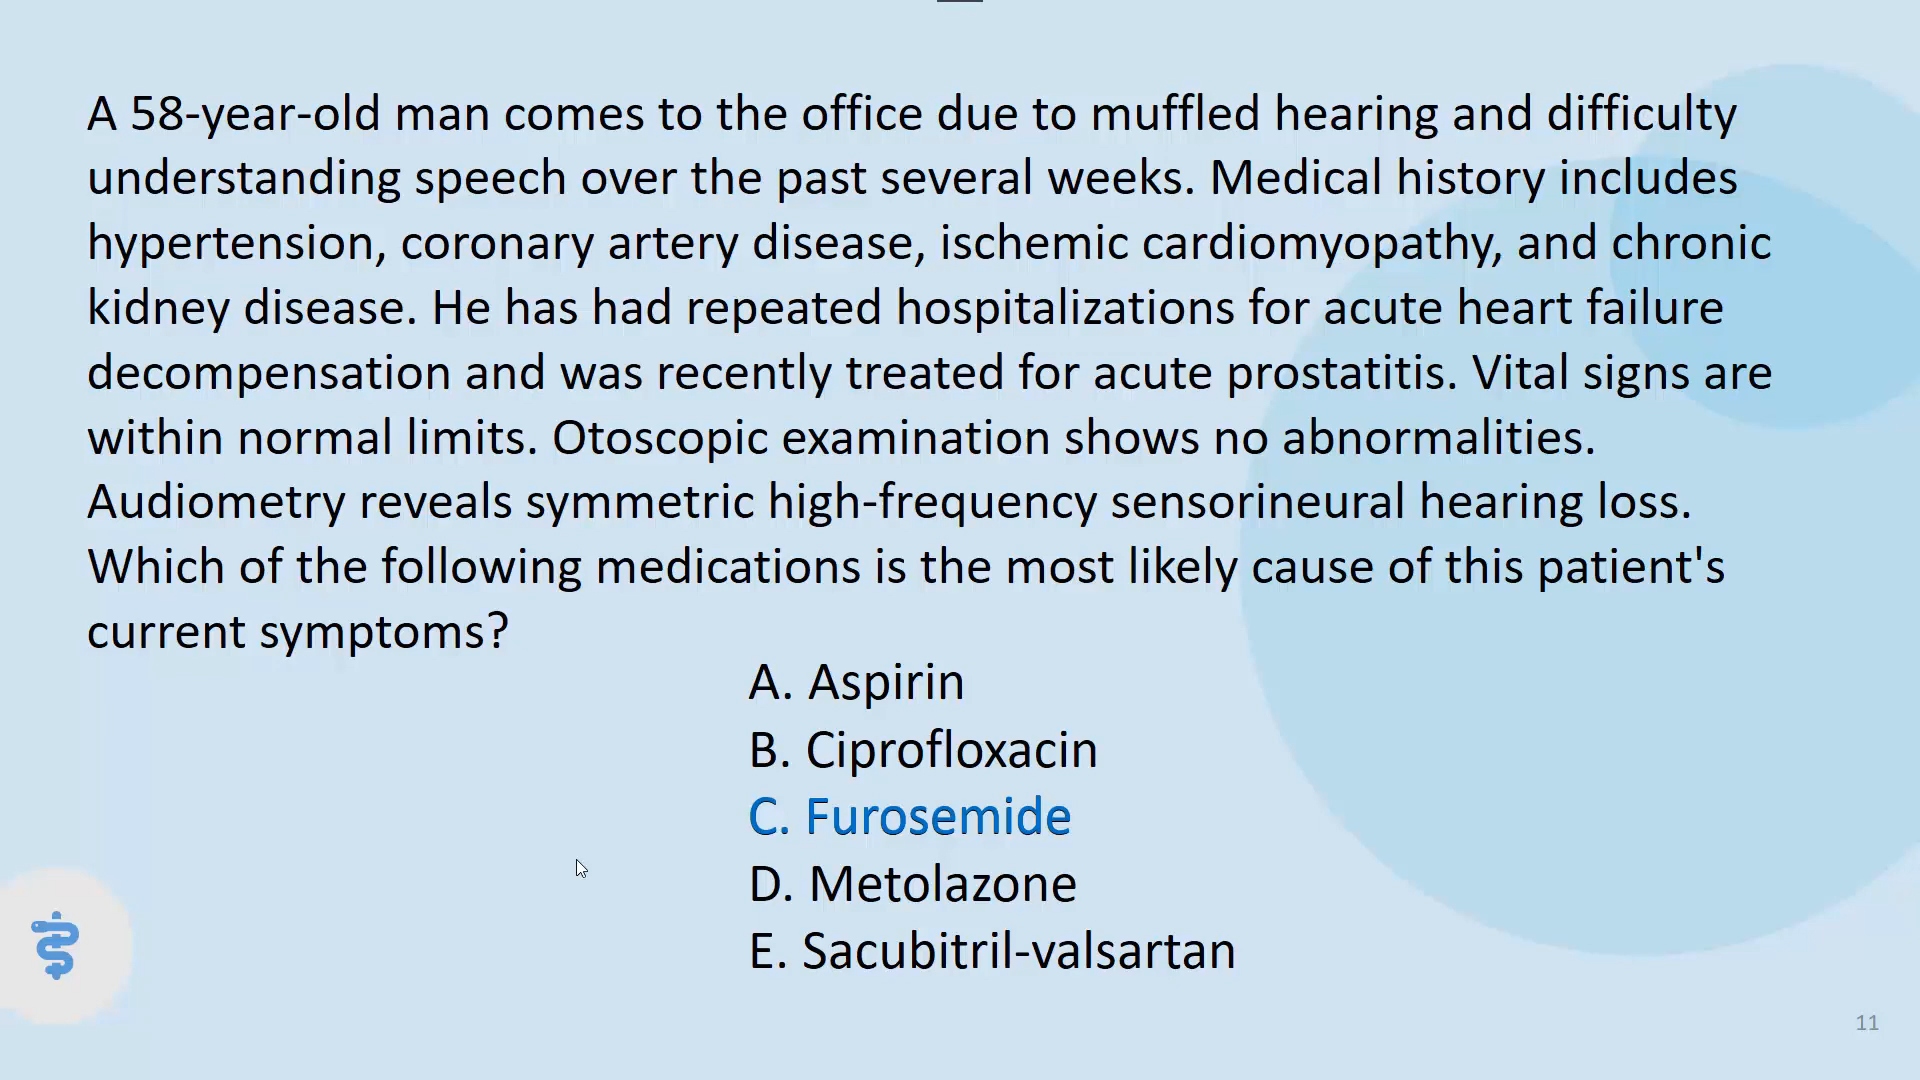 A 58-year-old man comes to the office due to muffled hearing and difficulty
understanding speech over the past several weeks. Medical history includes
hypertension, coronary artery disease, ischemic cardiomyopathy, and chronic
kidney disease. He has had repeated hospitalizations for acute heart failure
decompensation and was recently treated for acute prostatitis. Vital signs are
within normal limits. Otoscopic examination shows no abnormalities.
Audiometry reveals symmetric high-frequency sensorineural hearing loss.
Which of the following medications is the most likely cause of this patient's
current symptoms?
A. Aspirin
B. Ciprofloxacin
C. Furosemide
D. Metolazone
E. Sacubitril-valsartan
11